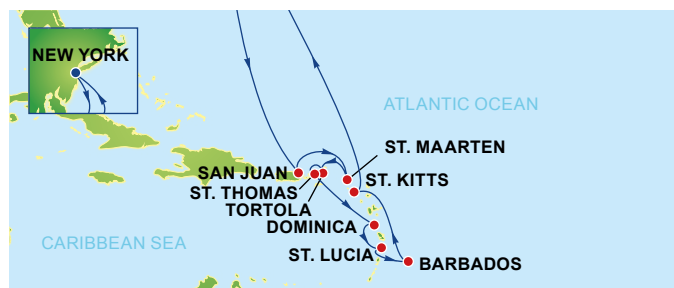 NEW YORK
ATLANTIC OCEAN
ST. MAARTEN
SAN JUAN
ST. KITTS
ST. THOMAS
TORTOLA
DOMINICA
CARIBBEAN SEA
ST. LUCIA
BARBADOS